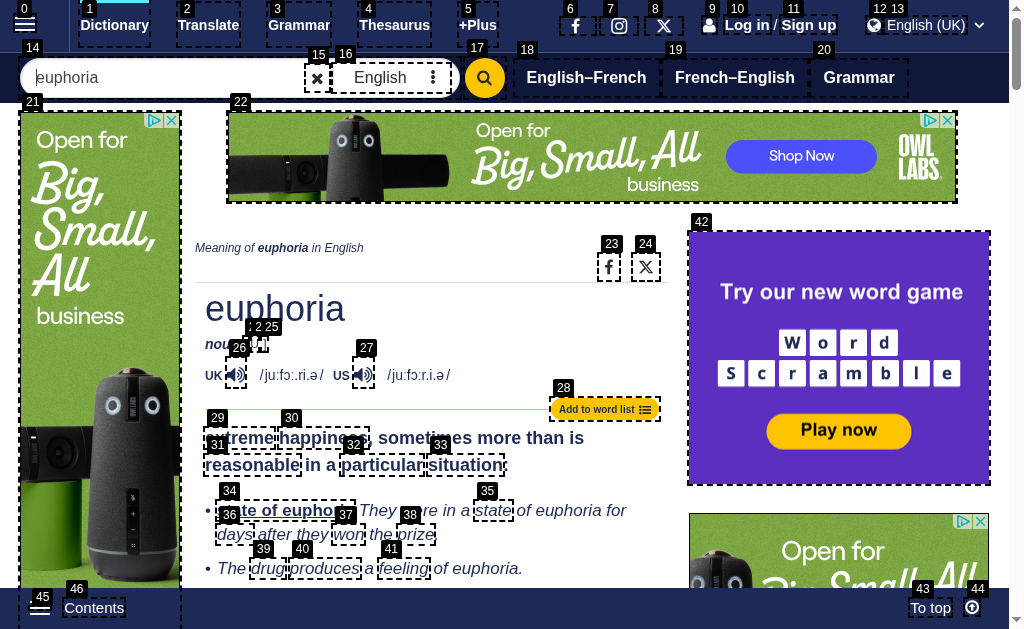 0 1 2 3 4 5 6 7 8 9 10 11 12 13
Dictionary Translate Grammar Thesaurus +Plus Log in / Sign up English (UK)
14 15 16 17 18 19 20
euphoria English English–French French–English Grammar
21 22
Open for
Big,
Small,
All
business
Open for
Big, Small, All
business
Shop Now
OWL
LABS
23 24
Meaning of euphoria in English
euphoria
25
noun [U]
26 27
UK /juːˈfɔː.ri.ə/ US /juːˈfɔːr.i.ə/
28
Add to word list
29 30
extreme happiness, sometimes more than is
31 32 33
reasonable in a particular situation:
34 35
• state of euphoria They were in a state of euphoria for
36 37 38
days after they won the prize.
39 40 41
• The drug produces a feeling of euphoria.
42
Try our new word game
W o r d
S c r a m b l e
Play now
Open for
Big, Small, All
45 46 43 44
Contents To top